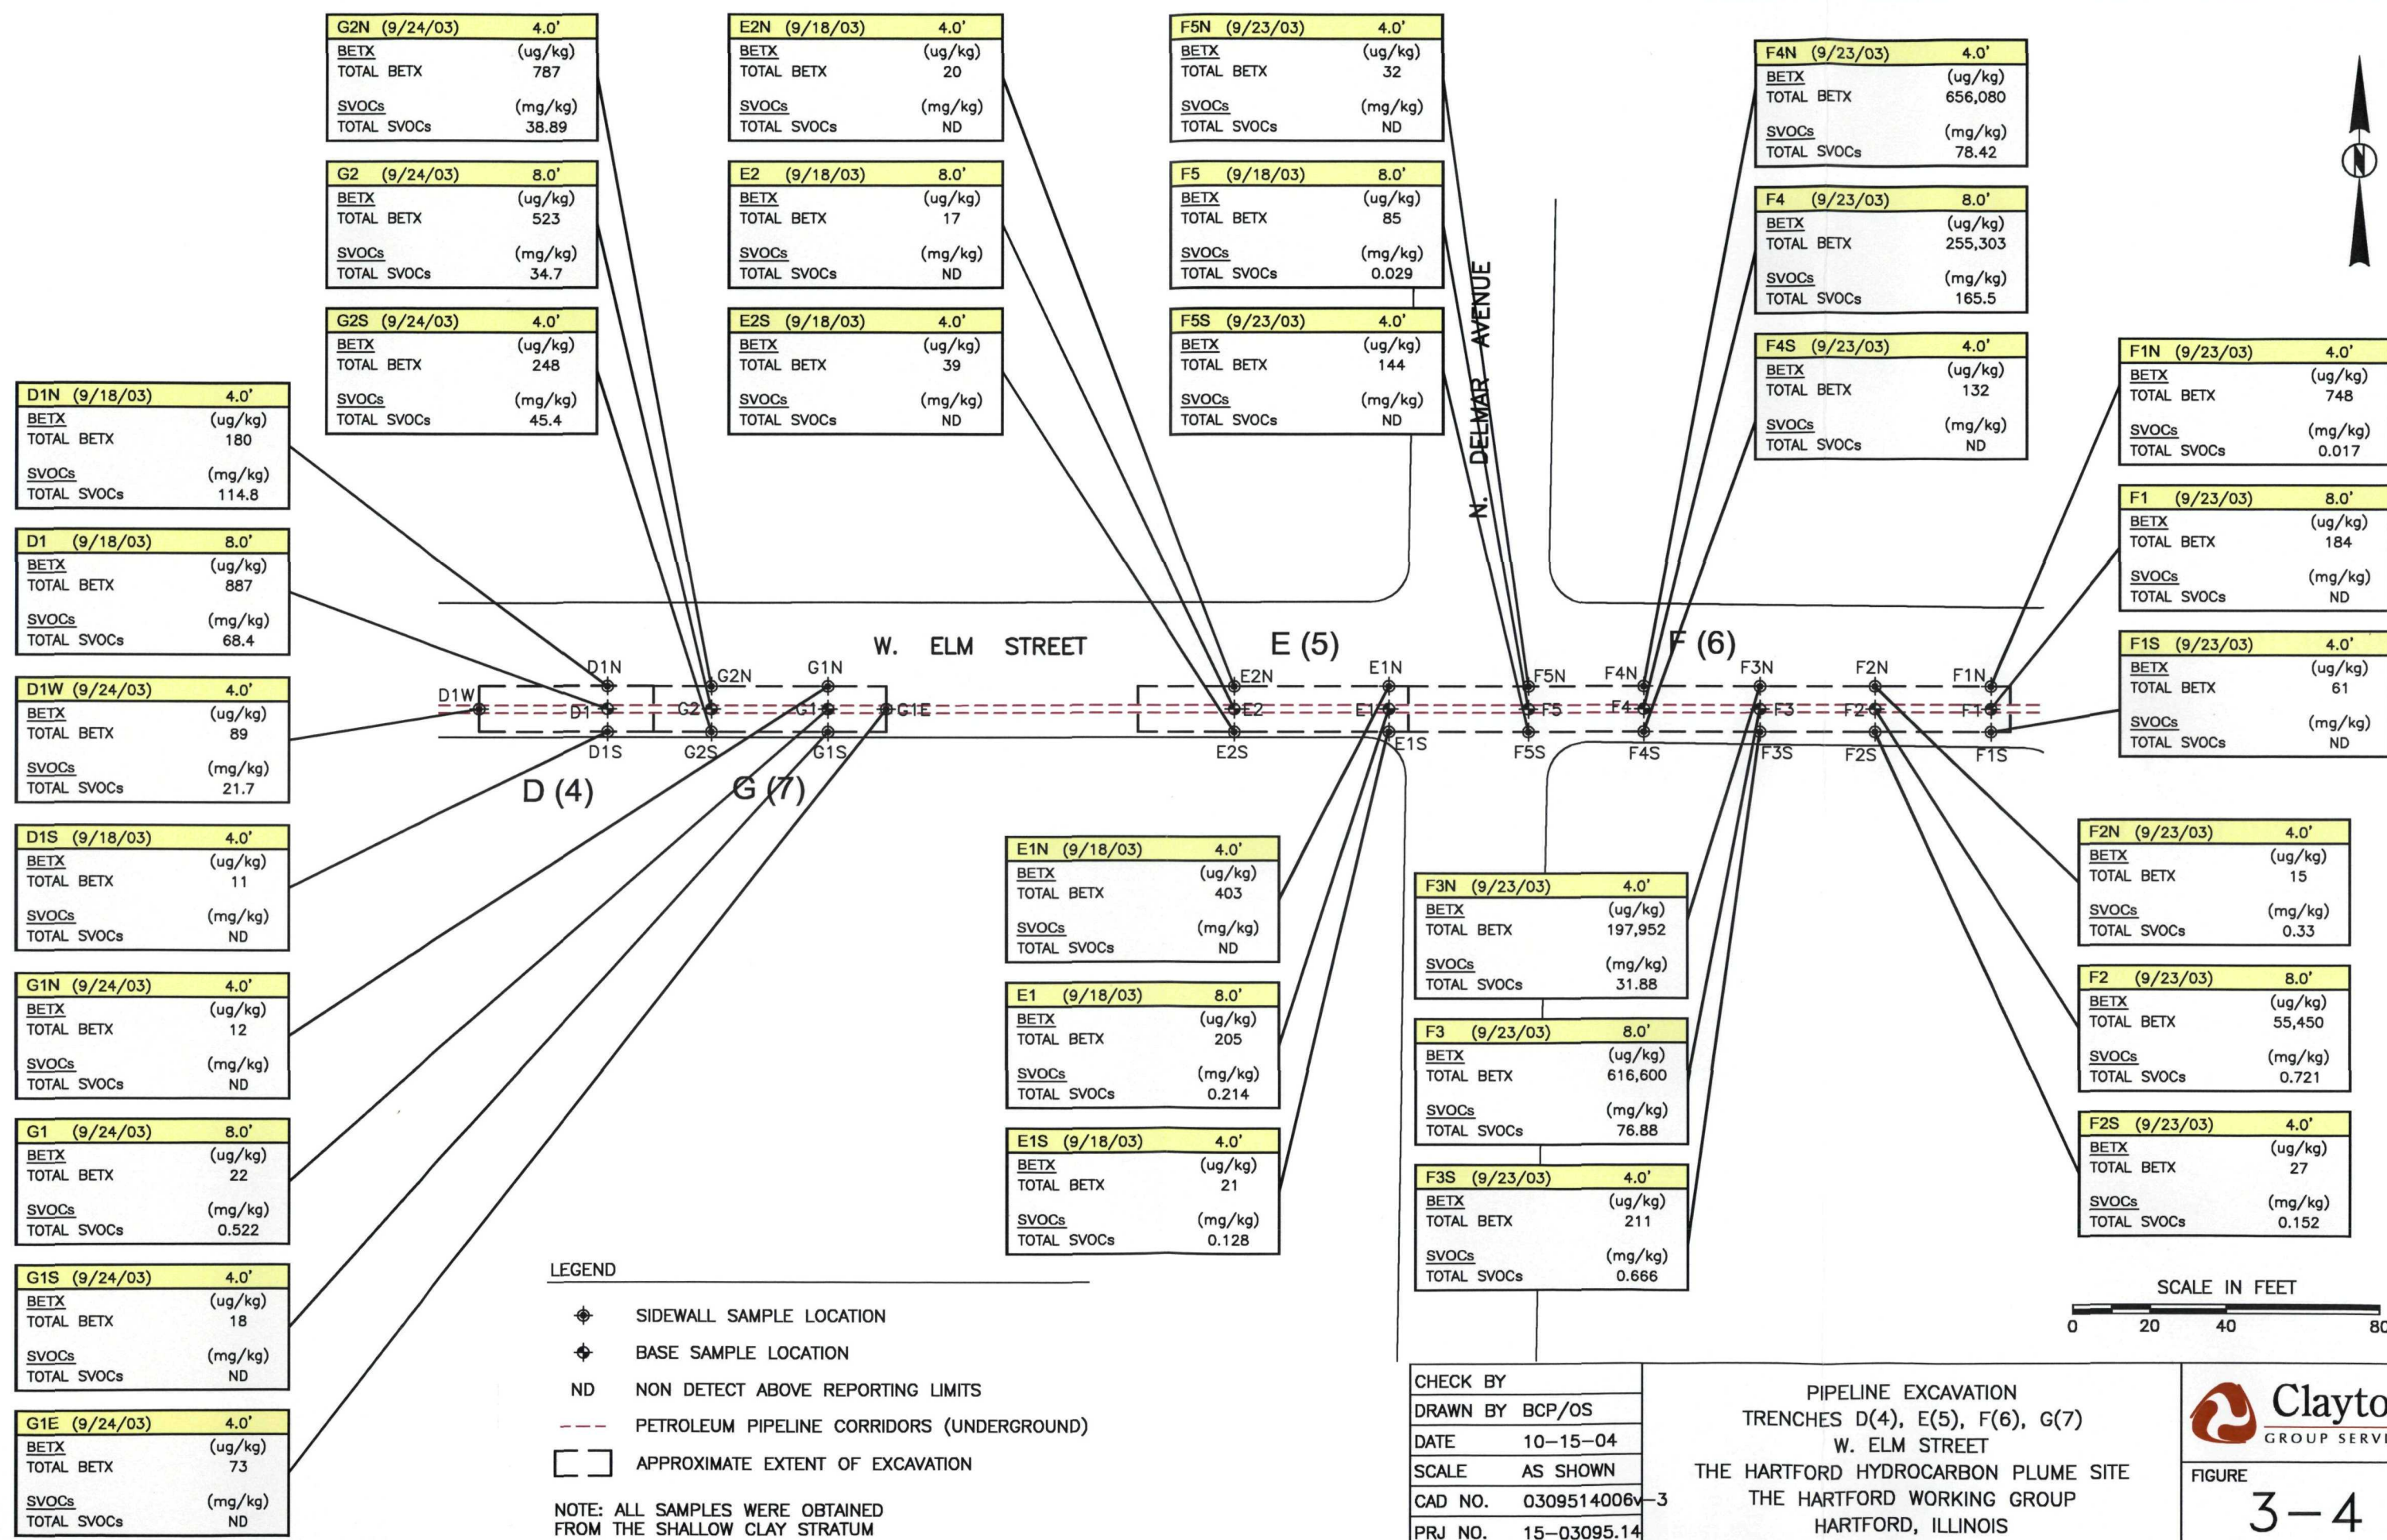 G2N (9/24/03) 4.0'
BETX (ug/kg)
TOTAL BETX 787
SVOCs (mg/kg)
TOTAL SVOCs 38.89
G2 (9/24/03) 8.0'
BETX (ug/kg)
TOTAL BETX 523
SVOCs (mg/kg)
TOTAL SVOCs 34.7
G2S (9/24/03) 4.0'
BETX (ug/kg)
TOTAL BETX 248
SVOCs (mg/kg)
TOTAL SVOCs 45.4
E2N (9/18/03) 4.0'
BETX (ug/kg)
TOTAL BETX 20
SVOCs (mg/kg)
TOTAL SVOCs ND
E2 (9/18/03) 8.0'
BETX (ug/kg)
TOTAL BETX 17
SVOCs (mg/kg)
TOTAL SVOCs ND
E2S (9/18/03) 4.0'
BETX (ug/kg)
TOTAL BETX 39
SVOCs (mg/kg)
TOTAL SVOCs ND
F5N (9/23/03) 4.0'
BETX (ug/kg)
TOTAL BETX 32
SVOCs (mg/kg)
TOTAL SVOCs ND
F5 (9/18/03) 8.0'
BETX (ug/kg)
TOTAL BETX 85
SVOCs (mg/kg)
TOTAL SVOCs 0.029
F5S (9/23/03) 4.0'
BETX (ug/kg)
TOTAL BETX 144
SVOCs (mg/kg)
TOTAL SVOCs ND
F4N (9/23/03) 4.0'
BETX (ug/kg)
TOTAL BETX 656,080
SVOCs (mg/kg)
TOTAL SVOCs 78.42
F4 (9/23/03) 8.0'
BETX (ug/kg)
TOTAL BETX 255,303
SVOCs (mg/kg)
TOTAL SVOCs 165.5
F4S (9/23/03) 4.0'
BETX (ug/kg)
TOTAL BETX 132
SVOCs (mg/kg)
TOTAL SVOCs ND
N
F1N (9/23/03) 4.0'
BETX (ug/kg)
TOTAL BETX 748
SVOCs (mg/kg)
TOTAL SVOCs 0.017
F1 (9/23/03) 8.0'
BETX (ug/kg)
TOTAL BETX 184
SVOCs (mg/kg)
TOTAL SVOCs ND
F1S (9/23/03) 4.0'
BETX (ug/kg)
TOTAL BETX 61
SVOCs (mg/kg)
TOTAL SVOCs ND
D1N (9/18/03) 4.0'
BETX (ug/kg)
TOTAL BETX 180
SVOCs (mg/kg)
TOTAL SVOCs 114.8
D1 (9/18/03) 8.0'
BETX (ug/kg)
TOTAL BETX 887
SVOCs (mg/kg)
TOTAL SVOCs 68.4
D1W (9/24/03) 4.0'
BETX (ug/kg)
TOTAL BETX 89
SVOCs (mg/kg)
TOTAL SVOCs 21.7
D1S (9/18/03) 4.0'
BETX (ug/kg)
TOTAL BETX 11
SVOCs (mg/kg)
TOTAL SVOCs ND
G1N (9/24/03) 4.0'
BETX (ug/kg)
TOTAL BETX 12
SVOCs (mg/kg)
TOTAL SVOCs ND
G1 (9/24/03) 8.0'
BETX (ug/kg)
TOTAL BETX 22
SVOCs (mg/kg)
TOTAL SVOCs 0.522
G1S (9/24/03) 4.0'
BETX (ug/kg)
TOTAL BETX 18
SVOCs (mg/kg)
TOTAL SVOCs ND
G1E (9/24/03) 4.0'
BETX (ug/kg)
TOTAL BETX 73
SVOCs (mg/kg)
TOTAL SVOCs ND
N. DELMAR AVENUE
W. ELM STREET
E (5)
F (6)
D1N G2N G1N E2N E1N F5N F4N F3N F2N F1N
D1W D1 G2 G1 G1E E2 E1 F5 F4 F3 F2 F1
D1S G2S G1S E2S E1S F5S F4S F3S F2S F1S
D (4)
G (7)
E1N (9/18/03) 4.0'
BETX (ug/kg)
TOTAL BETX 403
SVOCs (mg/kg)
TOTAL SVOCs ND
E1 (9/18/03) 8.0'
BETX (ug/kg)
TOTAL BETX 205
SVOCs (mg/kg)
TOTAL SVOCs 0.214
E1S (9/18/03) 4.0'
BETX (ug/kg)
TOTAL BETX 21
SVOCs (mg/kg)
TOTAL SVOCs 0.128
F3N (9/23/03) 4.0'
BETX (ug/kg)
TOTAL BETX 197,952
SVOCs (mg/kg)
TOTAL SVOCs 31.88
F3 (9/23/03) 8.0'
BETX (ug/kg)
TOTAL BETX 616,600
SVOCs (mg/kg)
TOTAL SVOCs 76.88
F3S (9/23/03) 4.0'
BETX (ug/kg)
TOTAL BETX 211
SVOCs (mg/kg)
TOTAL SVOCs 0.666
F2N (9/23/03) 4.0'
BETX (ug/kg)
TOTAL BETX 15
SVOCs (mg/kg)
TOTAL SVOCs 0.33
F2 (9/23/03) 8.0'
BETX (ug/kg)
TOTAL BETX 55,450
SVOCs (mg/kg)
TOTAL SVOCs 0.721
F2S (9/23/03) 4.0'
BETX (ug/kg)
TOTAL BETX 27
SVOCs (mg/kg)
TOTAL SVOCs 0.152
LEGEND
SIDEWALL SAMPLE LOCATION
BASE SAMPLE LOCATION
ND NON DETECT ABOVE REPORTING LIMITS
PETROLEUM PIPELINE CORRIDORS (UNDERGROUND)
APPROXIMATE EXTENT OF EXCAVATION
NOTE: ALL SAMPLES WERE OBTAINED
FROM THE SHALLOW CLAY STRATUM
SCALE IN FEET
0 20 40 80
CHECK BY
DRAWN BY BCP/OS
DATE 10-15-04
SCALE AS SHOWN
CAD NO. 0309514006v-3
PRJ NO. 15-03095.14
PIPELINE EXCAVATION
TRENCHES D(4), E(5), F(6), G(7)
W. ELM STREET
THE HARTFORD HYDROCARBON PLUME SITE
THE HARTFORD WORKING GROUP
HARTFORD, ILLINOIS
Clayto
GROUP SERVI
FIGURE
3-4